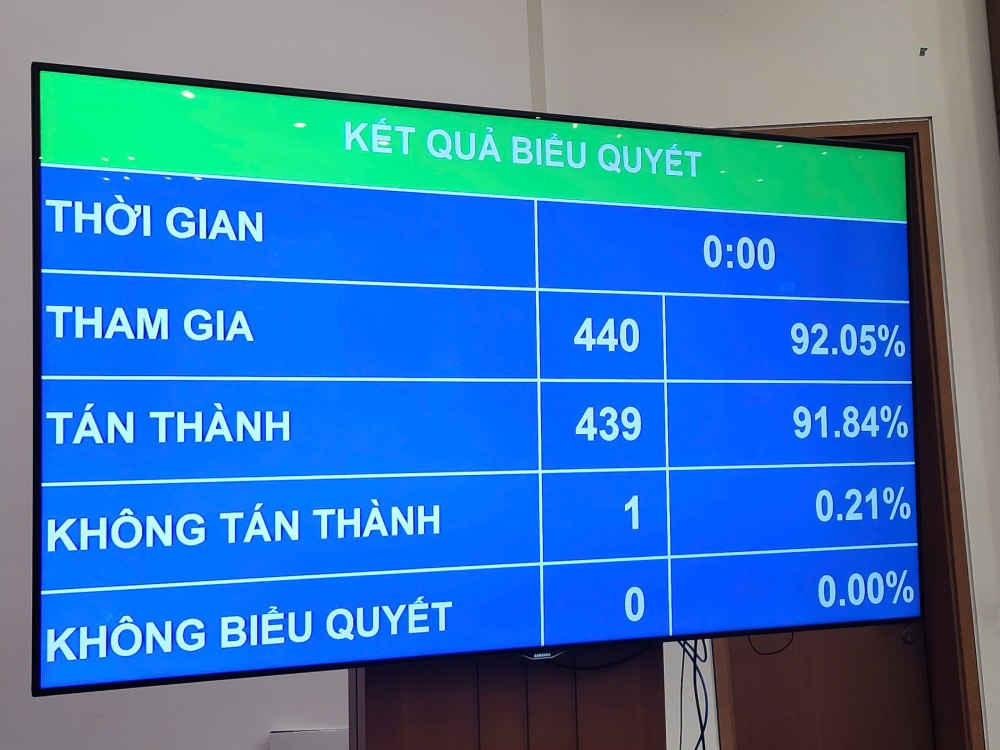 KẾT QUẢ BIỂU QUYẾT
THỜI GIAN 0:00
THAM GIA 440 92.05%
TÁN THÀNH 439 91.84%
KHÔNG TÁN THÀNH 1 0.21%
KHÔNG BIỂU QUYẾT 0 0.00%
SAMSUNG